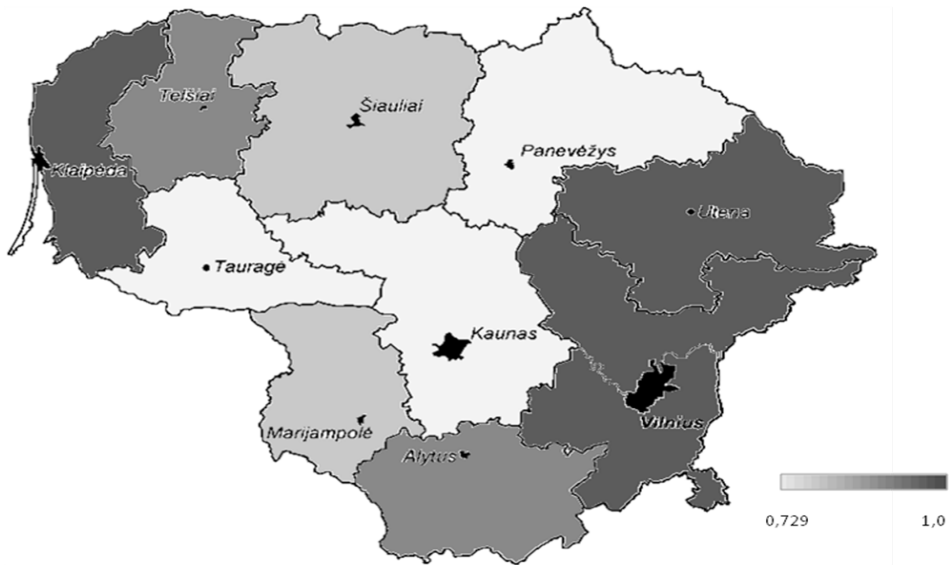 Telšiai
Šiauliai
Panevėžys
Klaipėda
Utena
Tauragė
Kaunas
Marijampolė
Vilnius
Alytus
0,729 1,0